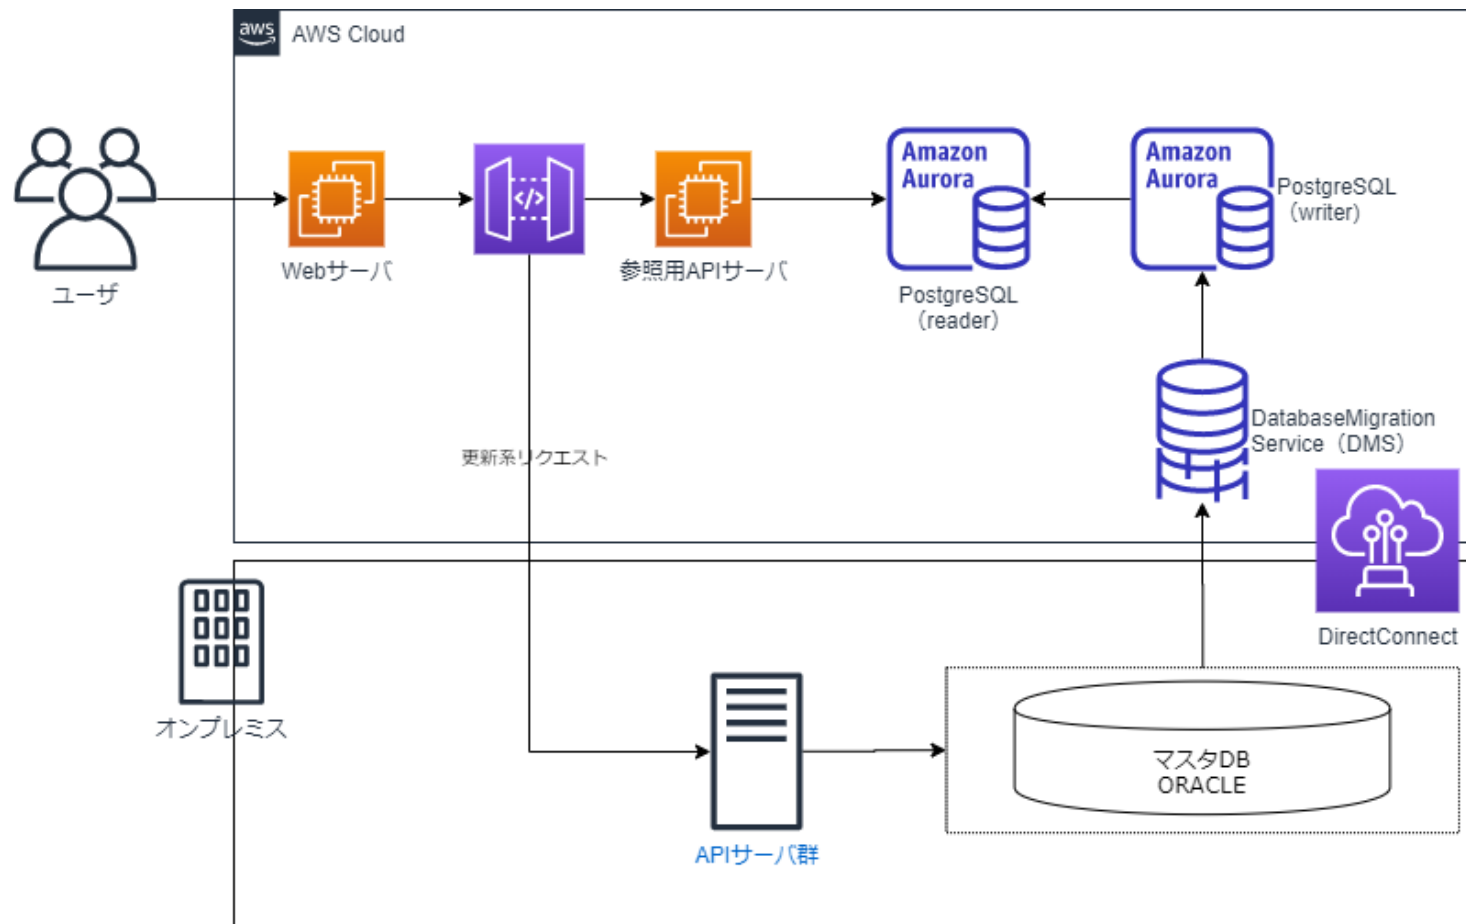 aws
AWS Cloud
Amazon
Aurora
Amazon
Aurora
PostgreSQL
（writer）
</>
Webサーバ
参照用APIサーバ
ユーザ
PostgreSQL
（reader）
DatabaseMigration
Service（DMS）
更新系リクエスト
DirectConnect
オンプレミス
マスタDB
ORACLE
APIサーバ群